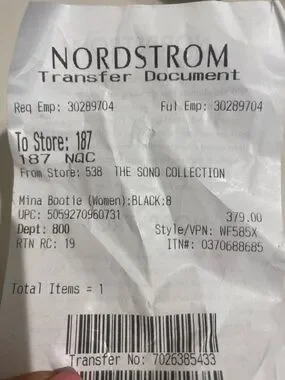 NORDSTROM
Transfer Document
Req Emp: 30289704 Ful Emp: 30289704
To Store: 187
187 NQC
From Store: 538 THE SONO COLLECTION
Mina Bootie (Women):BLACK:8
UPC: 5059270960731 379.00
Dept: 800 Style/VPN: WF585X
RTN RC: 19 ITN#: 0370688685
Total Items = 1
Transfer No: 7026385433